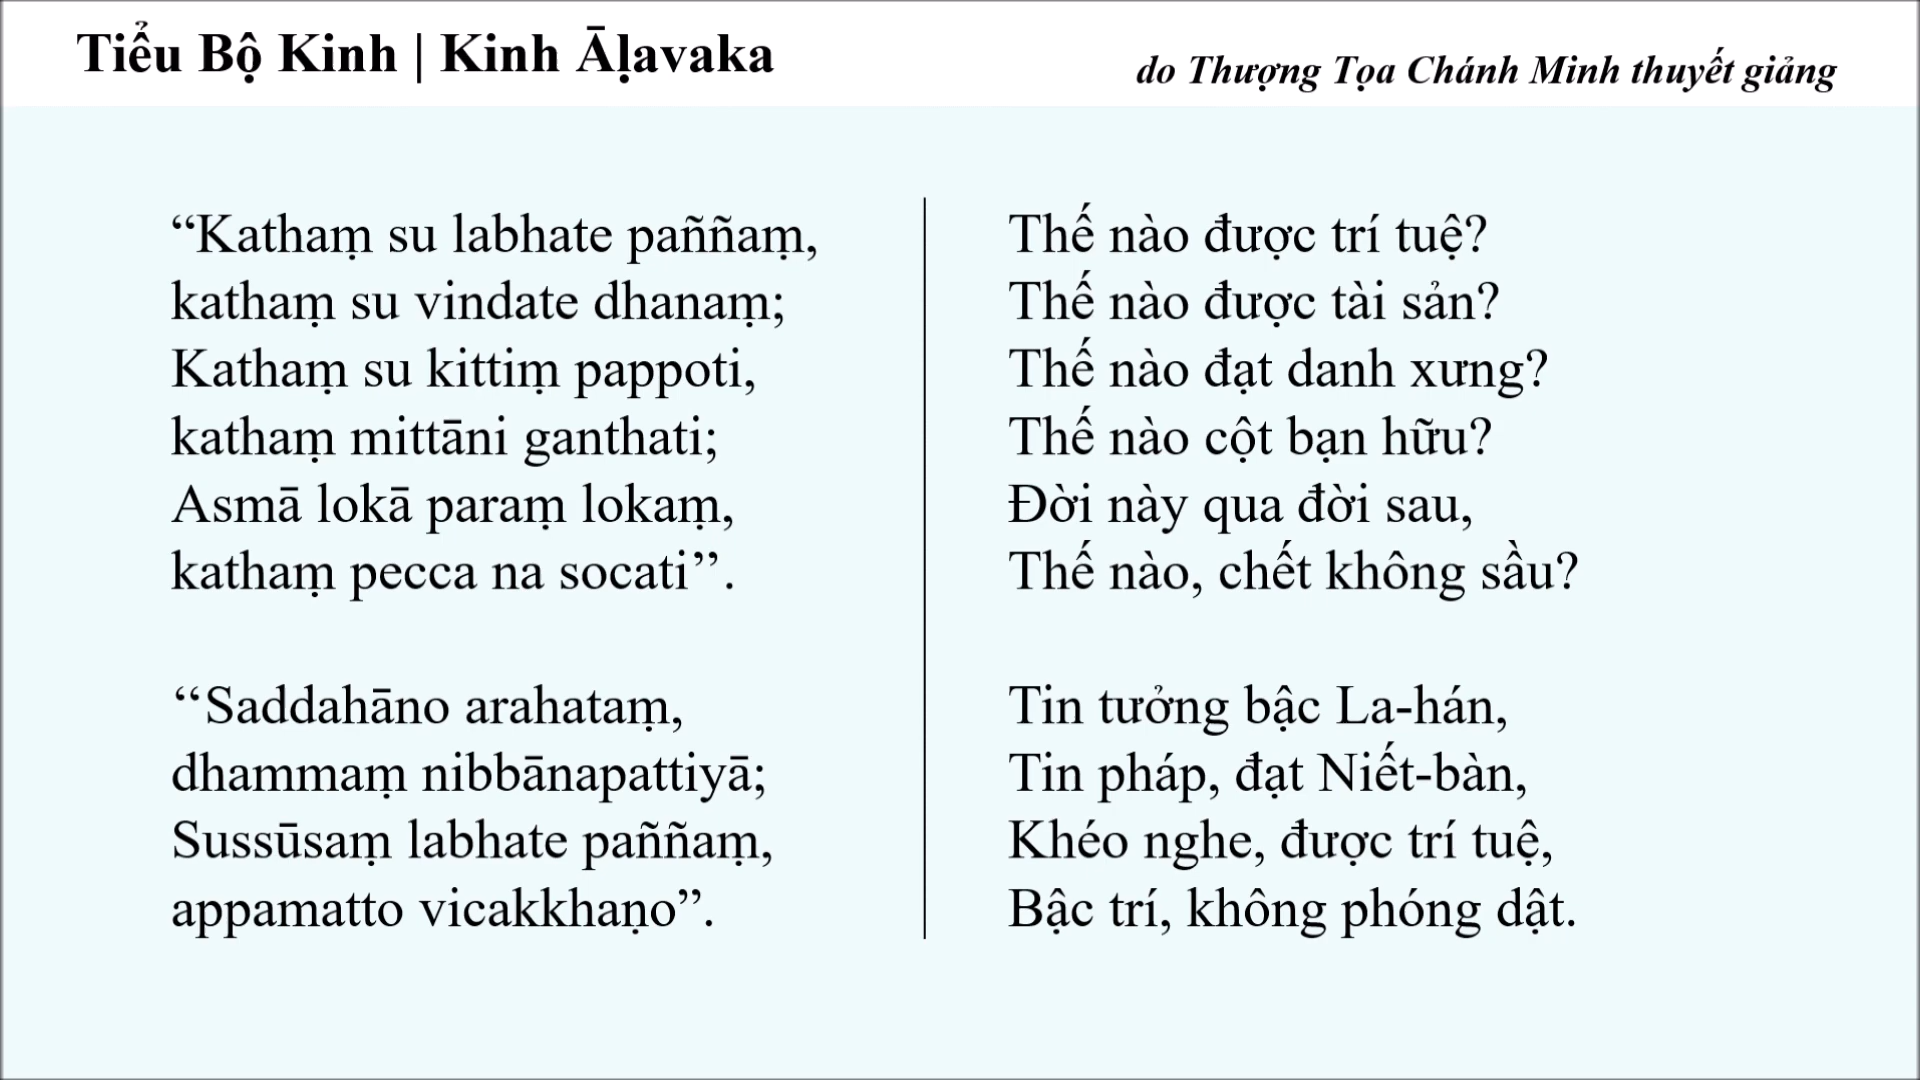 Tiểu Bộ Kinh | Kinh Āḷavaka
do Thượng Tọa Chánh Minh thuyết giảng
“Kathaṃ su labhate paññaṃ,
kathaṃ su vindate dhanaṃ;
Kathaṃ su kittiṃ pappoti,
kathaṃ mittāni ganthati;
Asmā lokā paraṃ lokaṃ,
kathaṃ pecca na socati’’.
‘‘Saddahāno arahataṃ,
dhammaṃ nibbānapattiyā;
Sussūsaṃ labhate paññaṃ,
appamatto vicakkhaṇo”.
Thế nào được trí tuệ?
Thế nào được tài sản?
Thế nào đạt danh xưng?
Thế nào cột bạn hữu?
Đời này qua đời sau,
Thế nào, chết không sầu?
Tin tưởng bậc La-hán,
Tin pháp, đạt Niết-bàn,
Khéo nghe, được trí tuệ,
Bậc trí, không phóng dật.